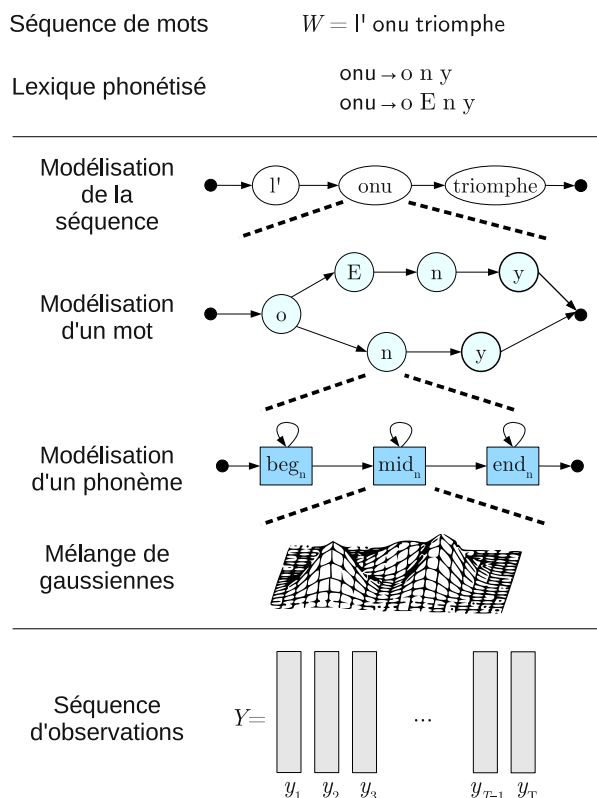 Séquence de mots W = l' onu triomphe
Lexique phonétisé onu → o n y
onu → o E n y
Modélisation de la séquence
l' onu triomphe
Modélisation d'un mot
E n y
o
n y
Modélisation d'un phonème
beg_n mid_n end_n
Mélange de gaussiennes
Séquence d'observations
Y= ...
y_1 y_2 y_3 y_T-1 y_T